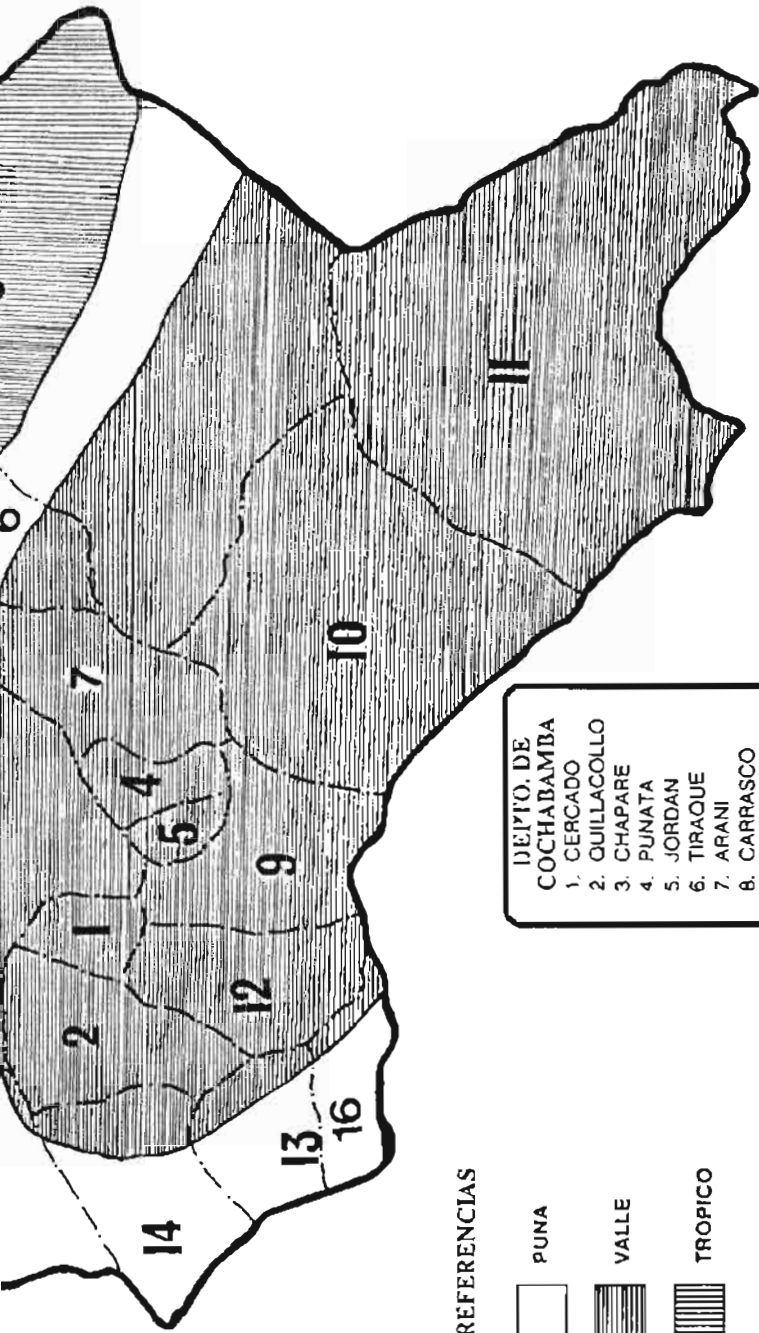 6
7
4
5
1
2
9
10
11
12
13
14
16
DEPTO. DE
COCHABAMBA
1. CERCADO
2. QUILLACOLLO
3. CHAPARE
4. PUNATA
5. JORDAN
6. TIRAQUE
7. ARANI
8. CARRASCO
REFERENCIAS
PUNA
VALLE
TROPICO